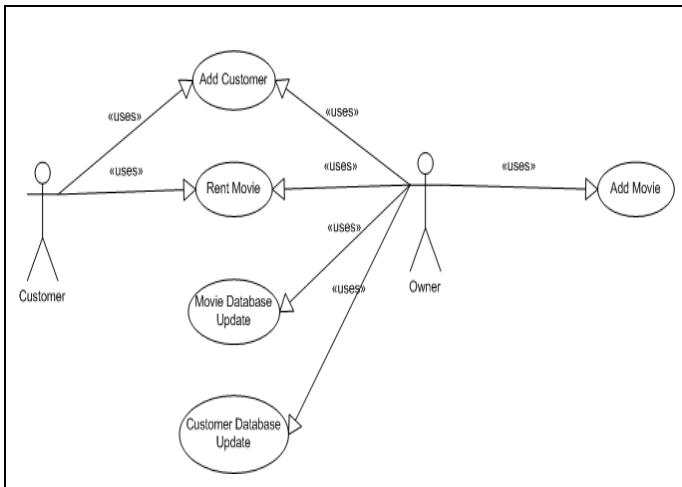 Add Customer
«uses»
«uses»
«uses»
«uses»
«uses»
Rent Movie
Add Movie
«uses»
Customer
Owner
Movie Database
Update
«uses»
Customer Database
Update